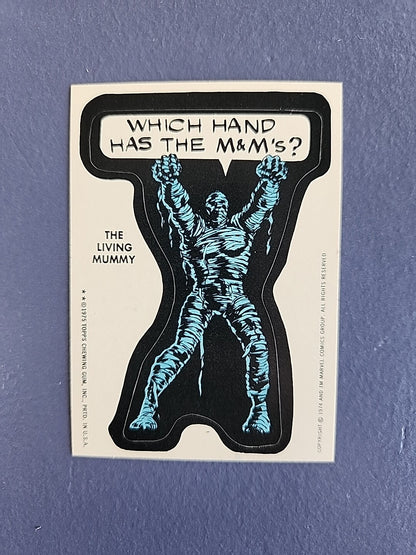 WHICH HAND
HAS THE M&M's?
THE
LIVING
MUMMY
★ ★ © 1975 TOPPS CHEWING GUM, INC., PRTD. IN U.S.A.
COPYRIGHT © 1974 AND TM MARVEL COMICS GROUP. ALL RIGHTS RESERVED